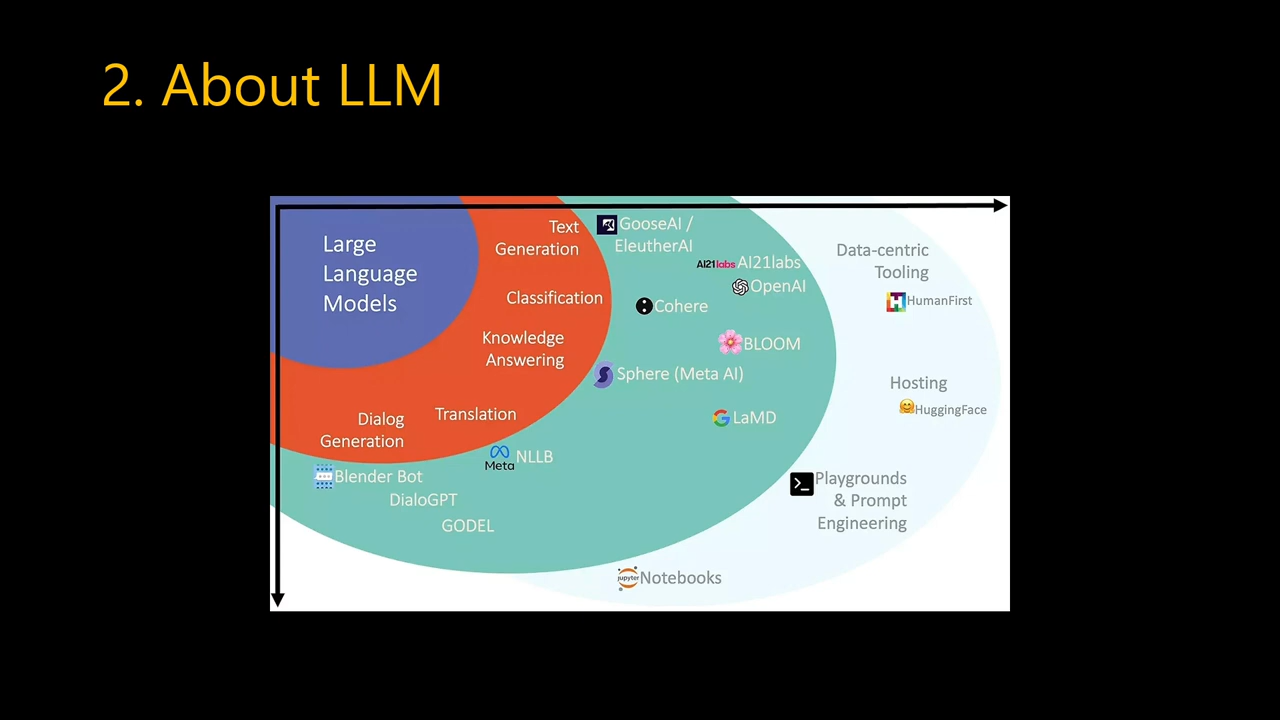 2. About LLM
Large
Language
Models
Text
Generation
Classification
Knowledge
Answering
Translation
Dialog
Generation
GooseAI /
EleutherAI
AI21labs AI21labs
OpenAI
Cohere
BLOOM
Sphere (Meta AI)
LaMD
Meta
NLLB
Blender Bot
DialoGPT
GODEL
Data-centric
Tooling
HumanFirst
Hosting
HuggingFace
>_
Playgrounds
& Prompt
Engineering
jupyter
Notebooks